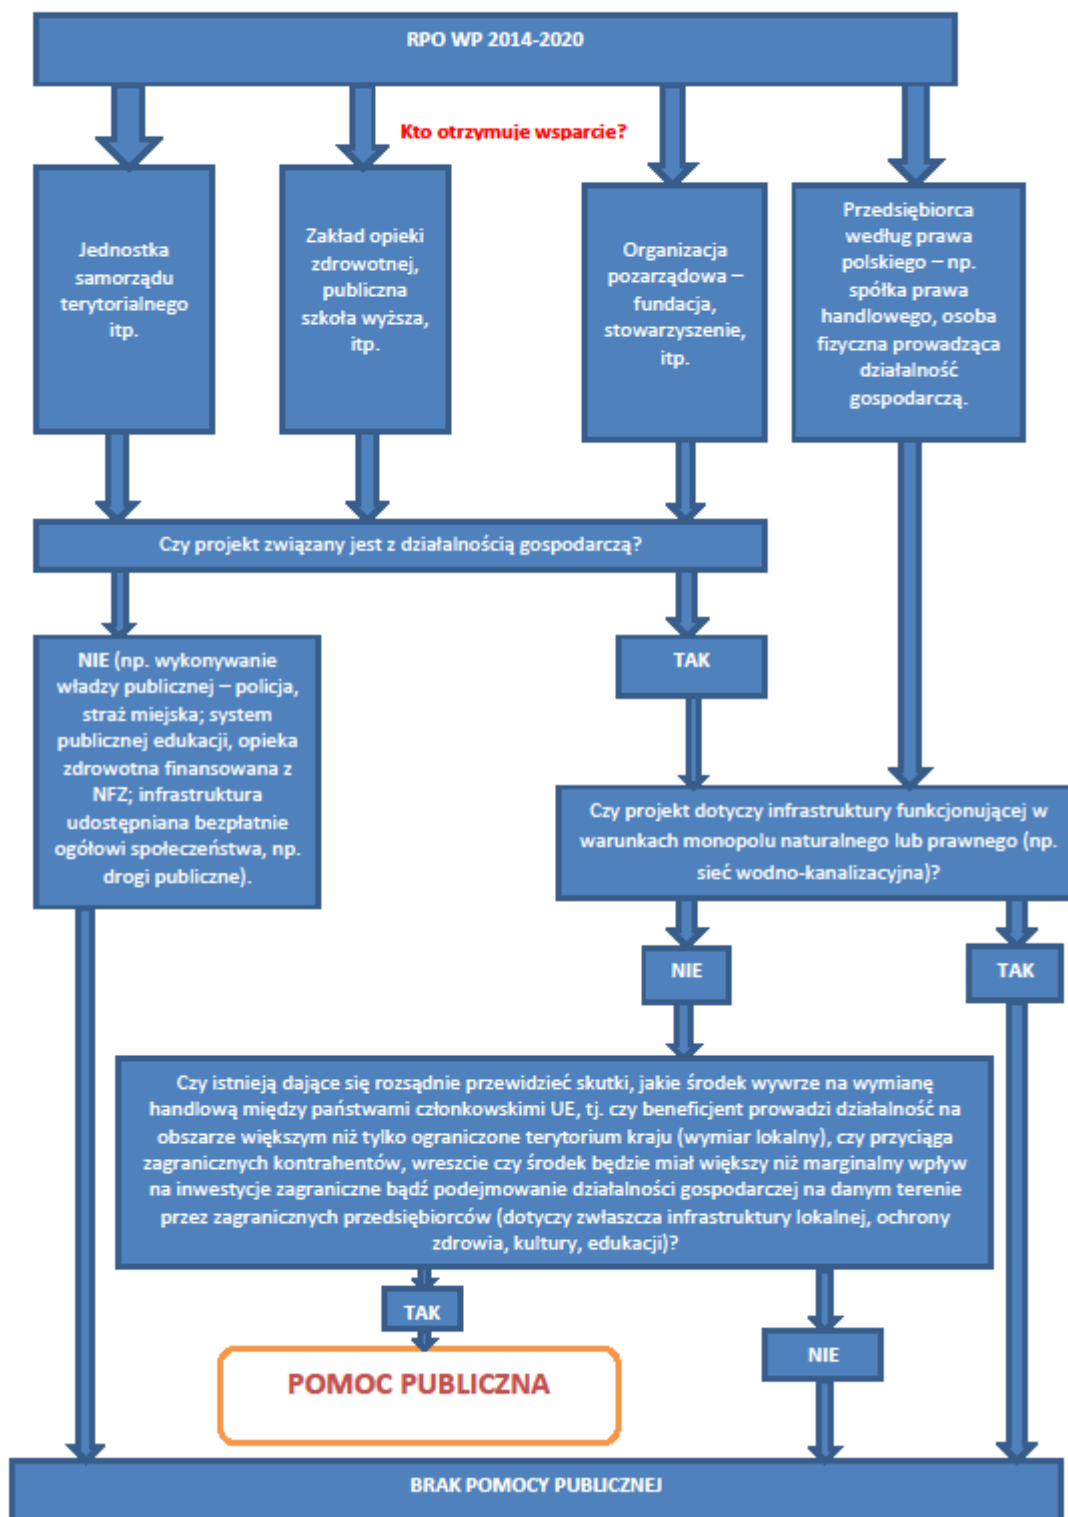 RPO WP 2014-2020
Kto otrzymuje wsparcie?
Jednostka
samorządu
terytorialnego
itp.
Zakład opieki
zdrowotnej,
publiczna
szkoła wyższa,
itp.
Organizacja
pozarządowa –
fundacja,
stowarzyszenie,
itp.
Przedsiębiorca
według prawa
polskiego – np.
spółka prawa
handlowego, osoba
fizyczna prowadząca
działalność
gospodarczą.
Czy projekt związany jest z działalnością gospodarczą?
NIE (np. wykonywanie
władzy publicznej – policja,
straż miejska; system
publicznej edukacji, opieka
zdrowotna finansowana z
NFZ; infrastruktura
udostępniana bezpłatnie
ogółowi społeczeństwa, np.
drogi publiczne).
TAK
Czy projekt dotyczy infrastruktury funkcjonującej w
warunkach monopolu naturalnego lub prawnego (np.
sieć wodno-kanalizacyjna)?
NIE
TAK
Czy istnieją dające się rozsądnie przewidzieć skutki, jakie środek wywrze na wymianę
handlową między państwami członkowskimi UE, tj. czy beneficjent prowadzi działalność na
obszarze większym niż tylko ograniczone terytorium kraju (wymiar lokalny), czy przyciąga
zagranicznych kontrahentów, wreszcie czy środek będzie miał większy niż marginalny wpływ
na inwestycje zagraniczne bądź podejmowanie działalności gospodarczej na danym terenie
przez zagranicznych przedsiębiorców (dotyczy zwłaszcza infrastruktury lokalnej, ochrony
zdrowia, kultury, edukacji)?
TAK
NIE
POMOC PUBLICZNA
BRAK POMOCY PUBLICZNEJ